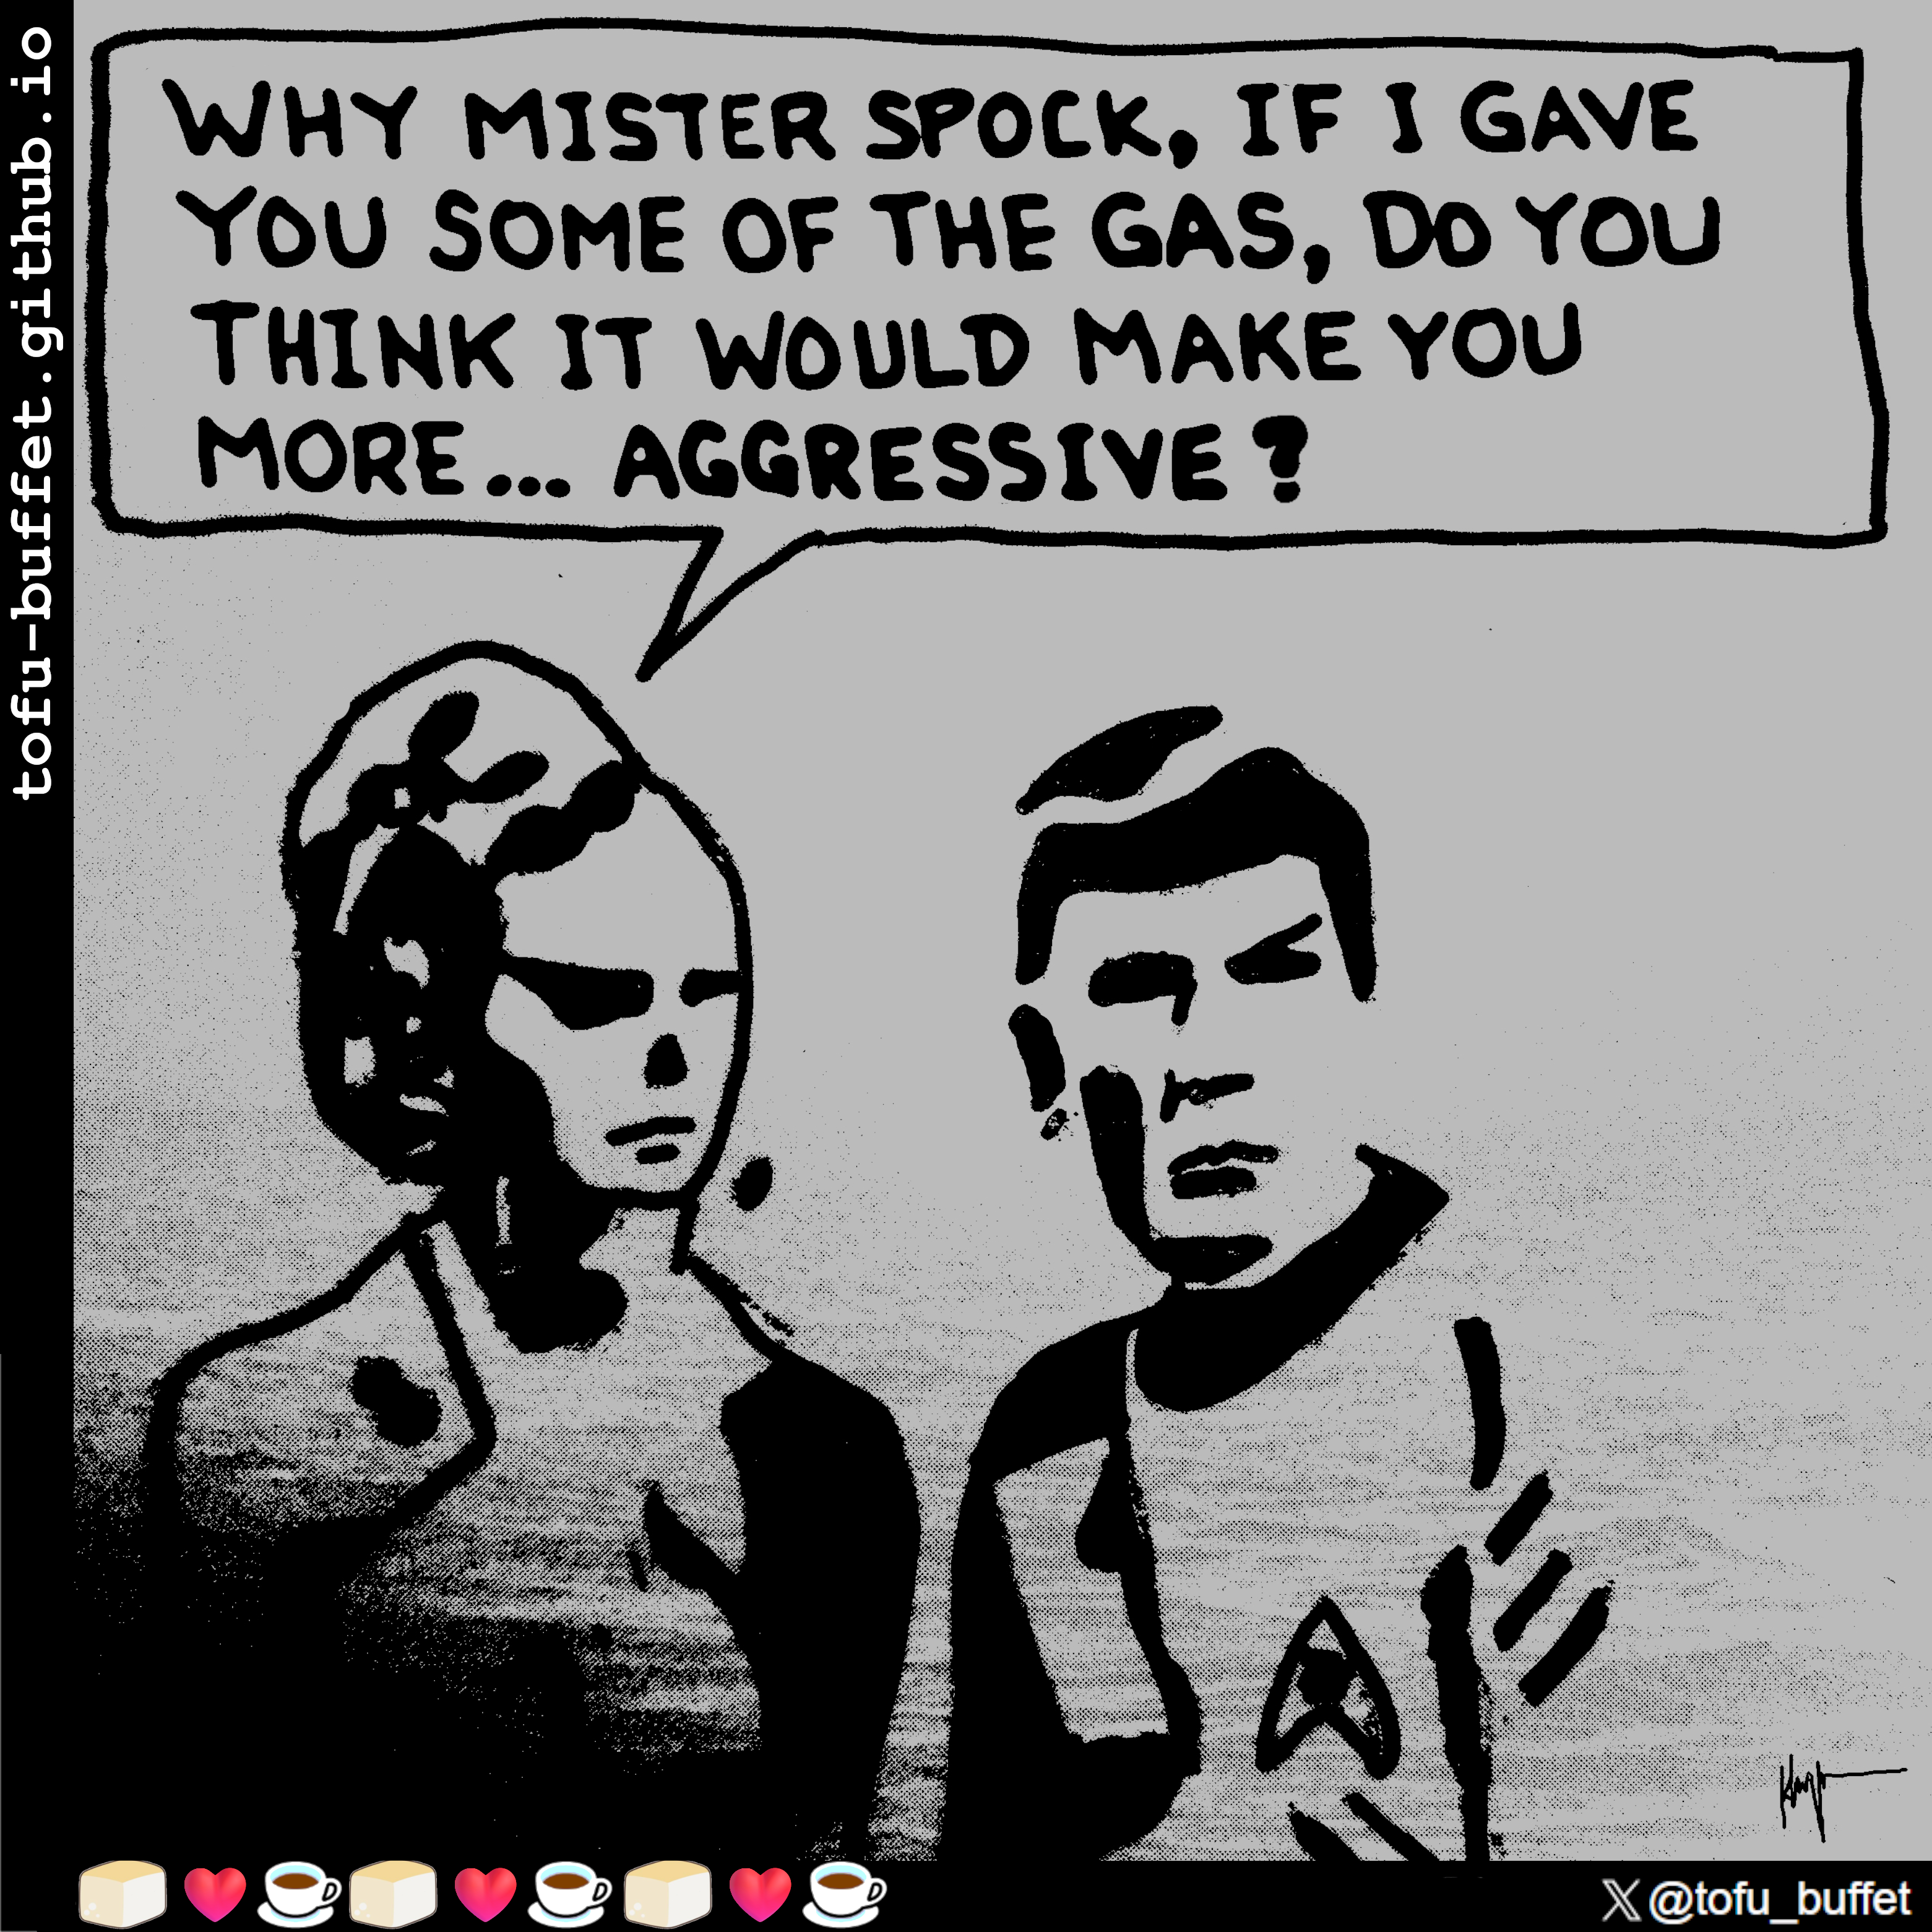 WHY MISTER SPOCK, IF I GAVE
YOU SOME OF THE GAS, DO YOU
THINK IT WOULD MAKE YOU
MORE... AGGRESSIVE?
tofu-buffet.github.io
X @tofu_buffet